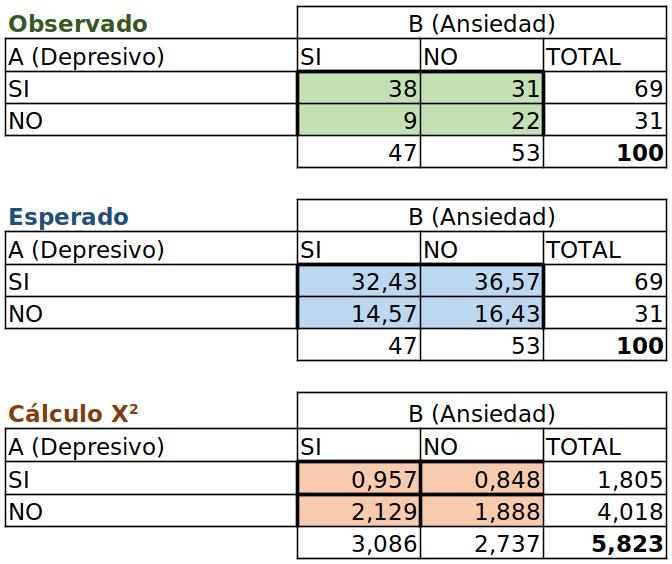 Observado B (Ansiedad)
A (Depresivo) SI NO TOTAL
SI 38 31 69
NO 9 22 31
47 53 100
Esperado B (Ansiedad)
A (Depresivo) SI NO TOTAL
SI 32,43 36,57 69
NO 14,57 16,43 31
47 53 100
Cálculo X² B (Ansiedad)
A (Depresivo) SI NO TOTAL
SI 0,957 0,848 1,805
NO 2,129 1,888 4,018
3,086 2,737 5,823